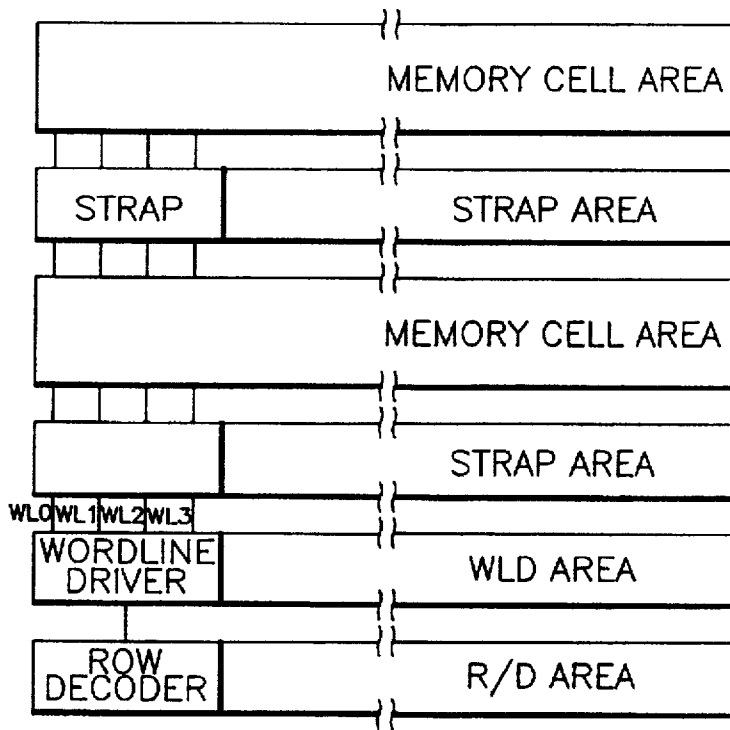 MEMORY CELL AREA
STRAP
STRAP AREA
MEMORY CELL AREA
STRAP AREA
WL0 WL1 WL2 WL3
WORDLINE
DRIVER
WLD AREA
ROW
DECODER
R/D AREA